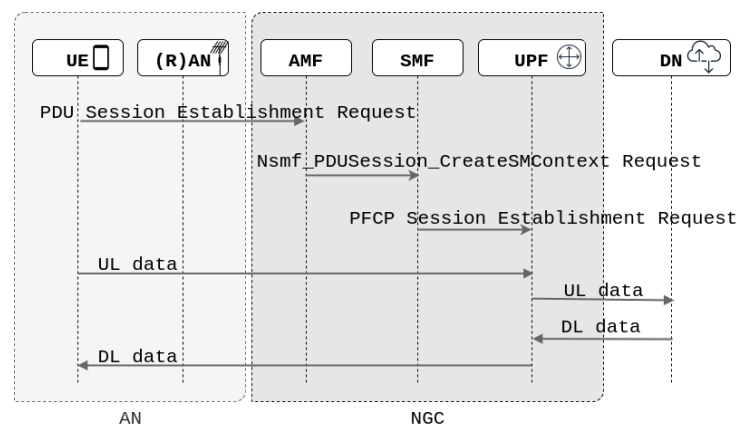 UE
(R)AN
AMF
SMF
UPF
DN
PDU Session Establishment Request
Nsmf_PDUSession_CreateSMContext Request
PFCP Session Establishment Request
UL data
UL data
DL data
DL data
AN
NGC